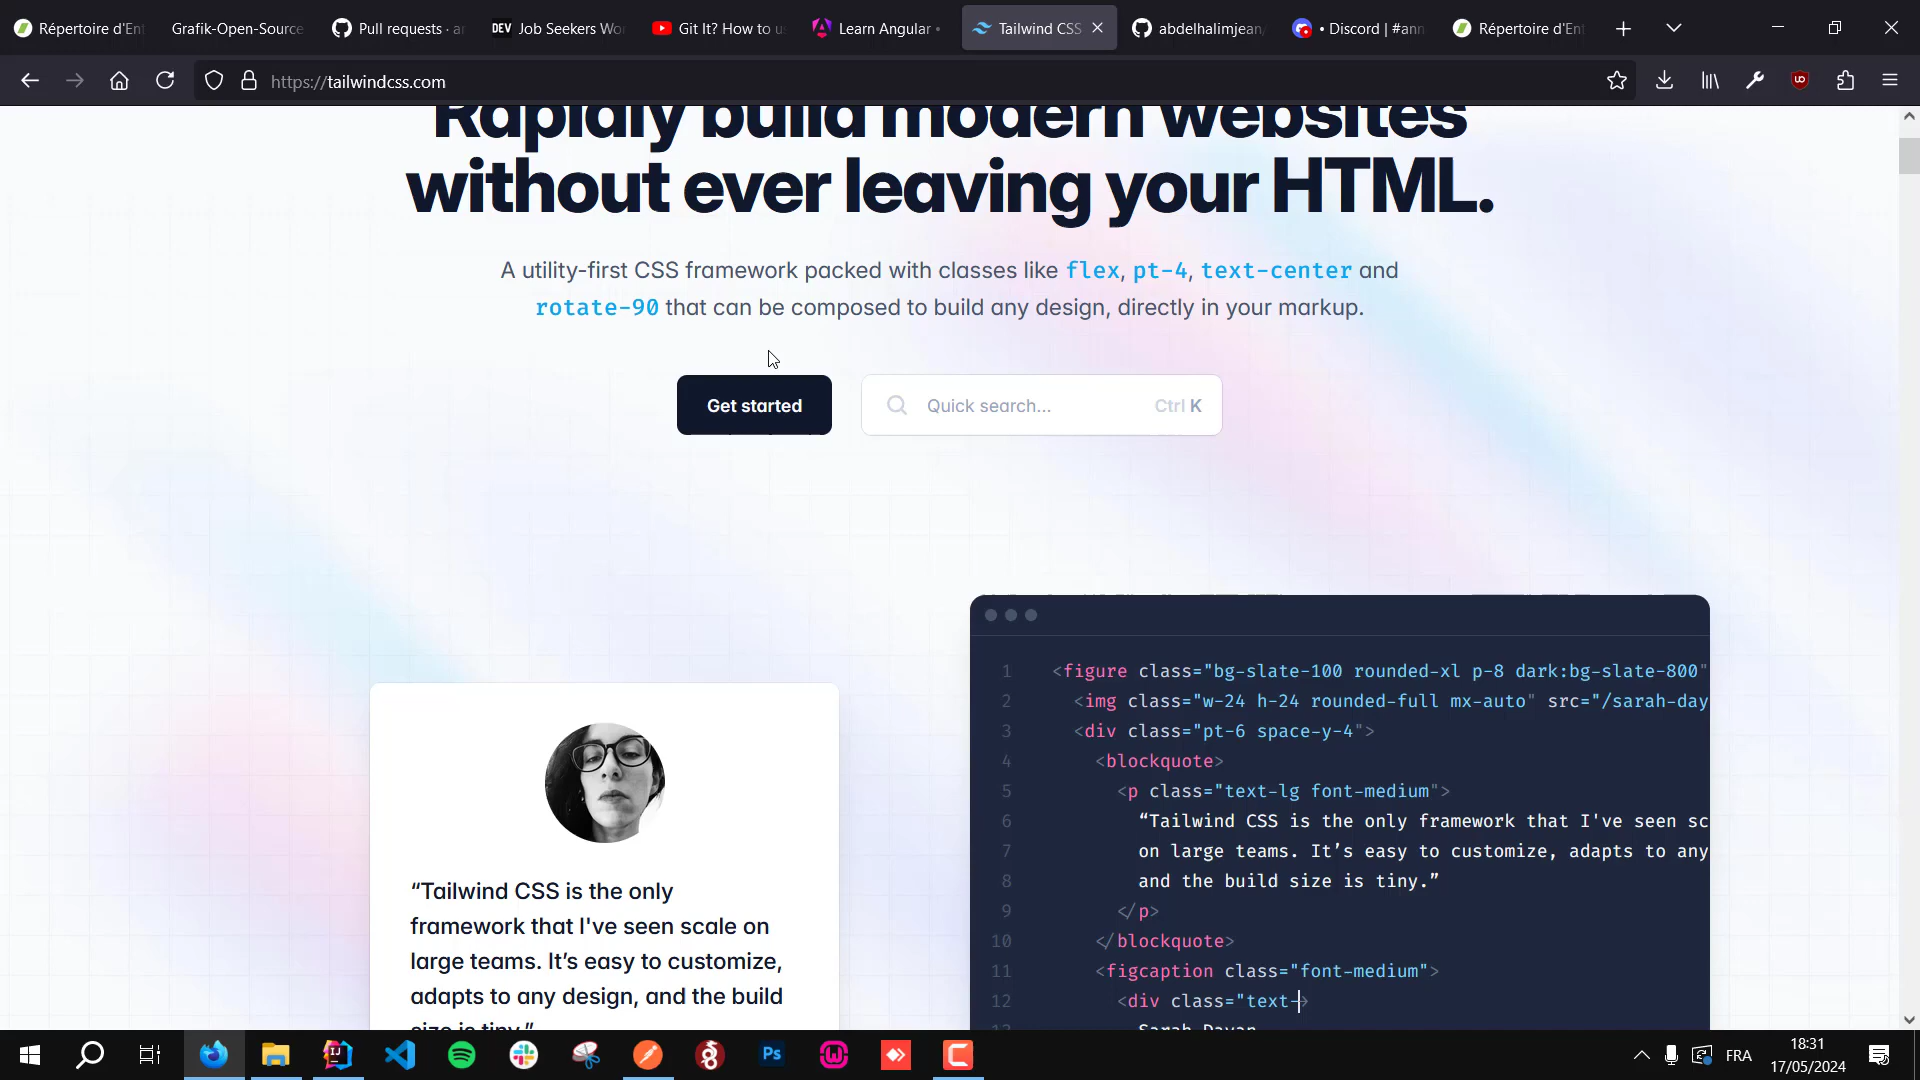 Répertoire d'Ent
Grafik-Open-Source
Pull requests · ar
DEV Job Seekers Wo
Git It? How to us
Learn Angular •
Tailwind CSS
abdelhalimjean/
• Discord | #ann
Répertoire d'Ent
https://tailwindcss.com
Rapidly build modern websites
without ever leaving your HTML.
A utility-first CSS framework packed with classes like flex, pt-4, text-center and
rotate-90 that can be composed to build any design, directly in your markup.
Get started
Quick search...
Ctrl K
“Tailwind CSS is the only
framework that I've seen scale on
large teams. It’s easy to customize,
adapts to any design, and the build
size is tiny.”
1 <figure class="bg-slate-100 rounded-xl p-8 dark:bg-slate-800"
2 <img class="w-24 h-24 rounded-full mx-auto" src="/sarah-day
3 <div class="pt-6 space-y-4">
4 <blockquote>
5 <p class="text-lg font-medium">
6 “Tailwind CSS is the only framework that I've seen sc
7 on large teams. It’s easy to customize, adapts to any
8 and the build size is tiny.”
9 </p>
10 </blockquote>
11 <figcaption class="font-medium">
12 <div class="text->
13 Sarah Dayan
Ps
FRA
18:31
17/05/2024